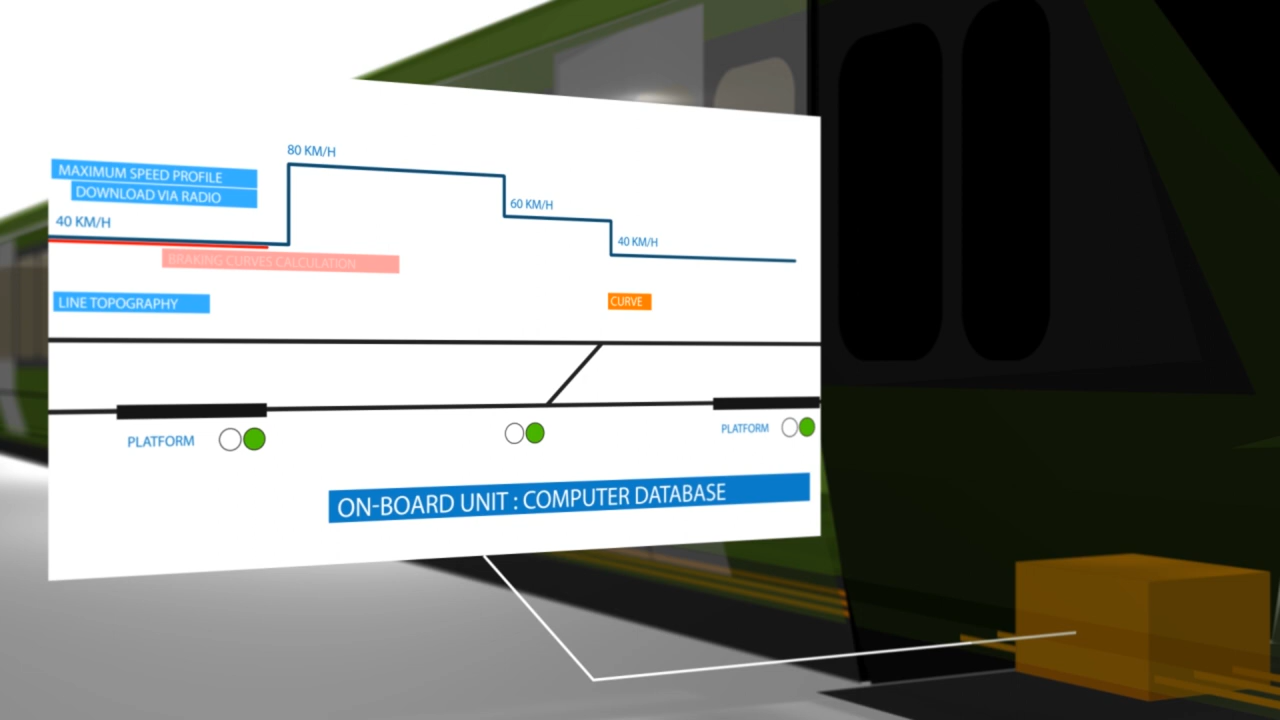 80 KM/H
MAXIMUM SPEED PROFILE
DOWNLOAD VIA RADIO
60 KM/H
40 KM/H
40 KM/H
BRAKING CURVES CALCULATION
LINE TOPOGRAPHY
CURVE
PLATFORM
PLATFORM
ON-BOARD UNIT : COMPUTER DATABASE